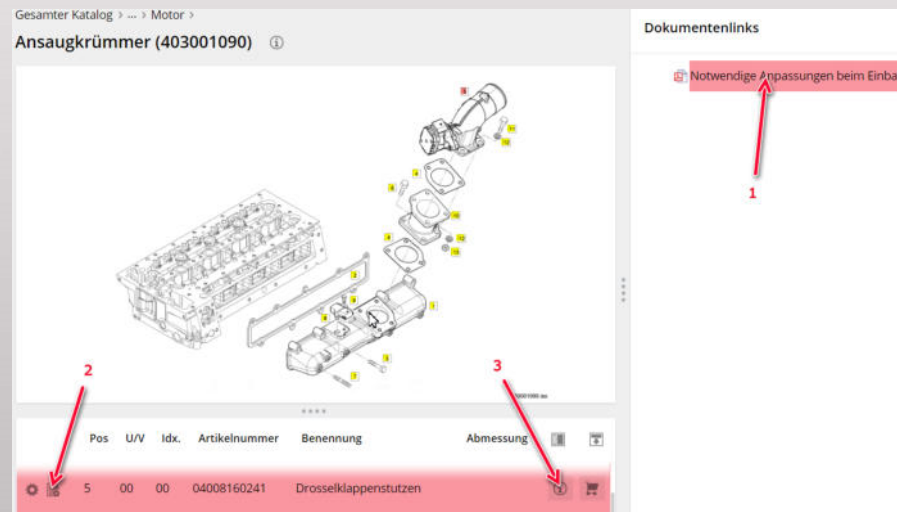 Gesamter Katalog > ... > Motor >
Ansaugkrümmer (403001090)
Dokumentenlinks
Notwendige Anpassungen beim Einba
1
2
3
Pos U/V Idx. Artikelnummer Benennung Abmessung
5 00 00 04008160241 Drosselklappenstutzen